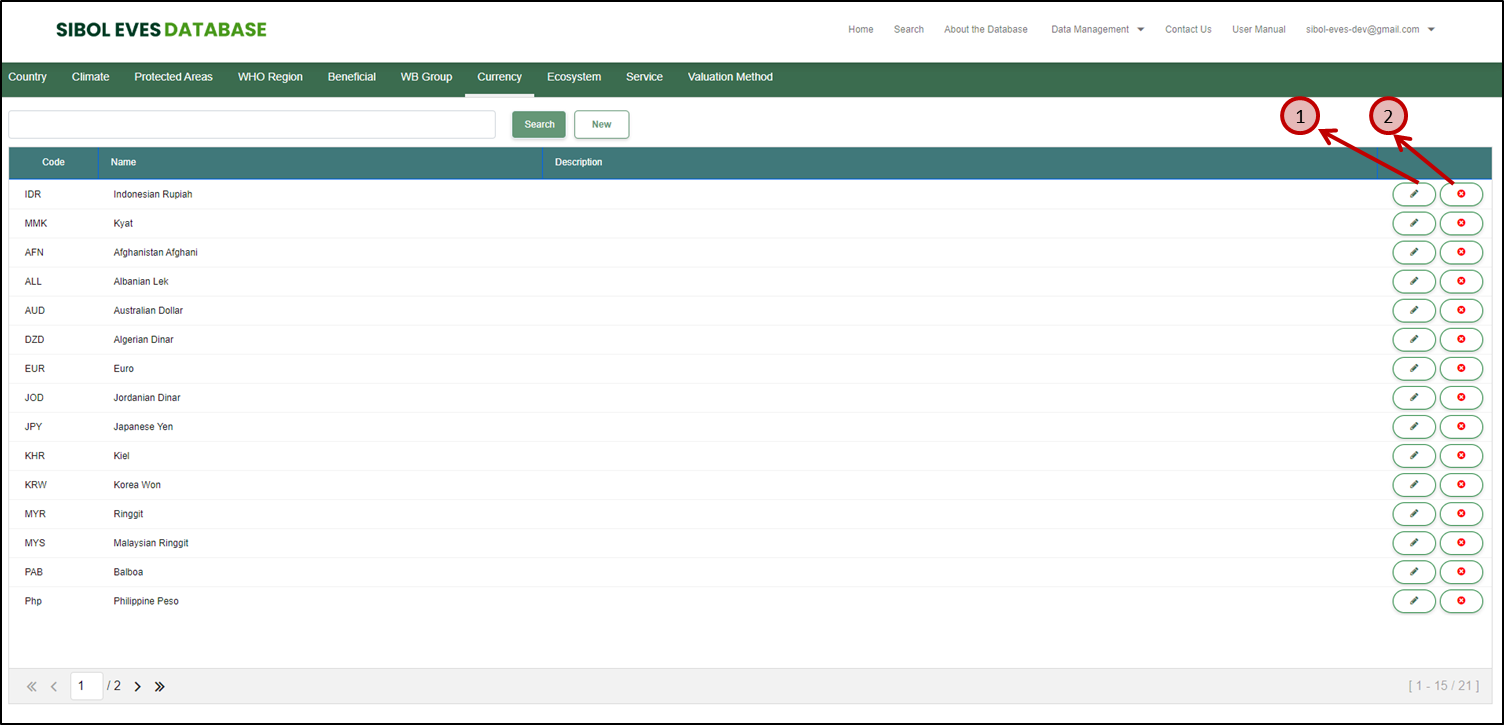 SIBOL EVES DATABASE
Home Search About the Database Data Management Contact Us User Manual sibol-eves-dev@gmail.com
Country Climate Protected Areas WHO Region Beneficial WB Group Currency Ecosystem Service Valuation Method
Search New
1 2
Code Name Description
IDR Indonesian Rupiah
MMK Kyat
AFN Afghanistan Afghani
ALL Albanian Lek
AUD Australian Dollar
DZD Algerian Dinar
EUR Euro
JOD Jordanian Dinar
JPY Japanese Yen
KHR Kiel
KRW Korea Won
MYR Ringgit
MYS Malaysian Ringgit
PAB Balboa
Php Philippine Peso
1 / 2 [ 1 - 15 / 21 ]